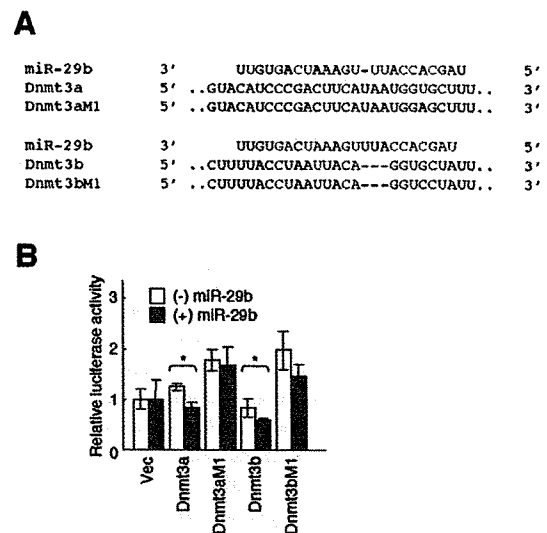 A
miR-29b 3' UUGUGACUAAAGU-UUACCACGAU 5'
Dnmt3a 5' ..GUACAUCCCGACUUCAUAAUGGUGCUUU.. 3'
Dnmt3aM1 5' ..GUACAUCCCGACUUCAUAAUGGAGCUUU.. 3'
miR-29b 3' UUGUGACUAAAGUUUACCACGAU 5'
Dnmt3b 5' ..CUUUUACCUAAUUACA---GGUGCUAUU.. 3'
Dnmt3bM1 5' ..CUUUUACCUAAUUACA---GGUCCUAUU.. 3'
B
Relative luciferase activity
3
2
1
0
(-) miR-29b
(+) miR-29b
*
*
Vec
Dnmt3a
Dnmt3aM1
Dnmt3b
Dnmt3bM1